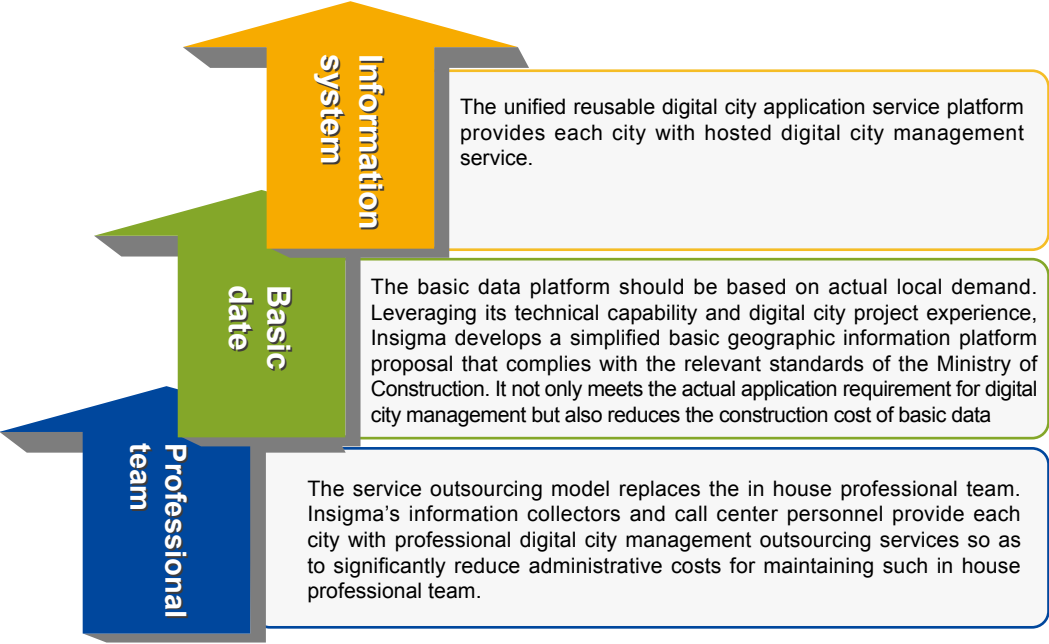 Information
system
The unified reusable digital city application service platform
provides each city with hosted digital city management
service.
Basic
date
The basic data platform should be based on actual local demand.
Leveraging its technical capability and digital city project experience,
Insigma develops a simplified basic geographic information platform
proposal that complies with the relevant standards of the Ministry of
Construction. It not only meets the actual application requirement for digital
city management but also reduces the construction cost of basic data
Professional
team
The service outsourcing model replaces the in house professional team.
Insigma's information collectors and call center personnel provide each
city with professional digital city management outsourcing services so as
to significantly reduce administrative costs for maintaining such in house
professional team.